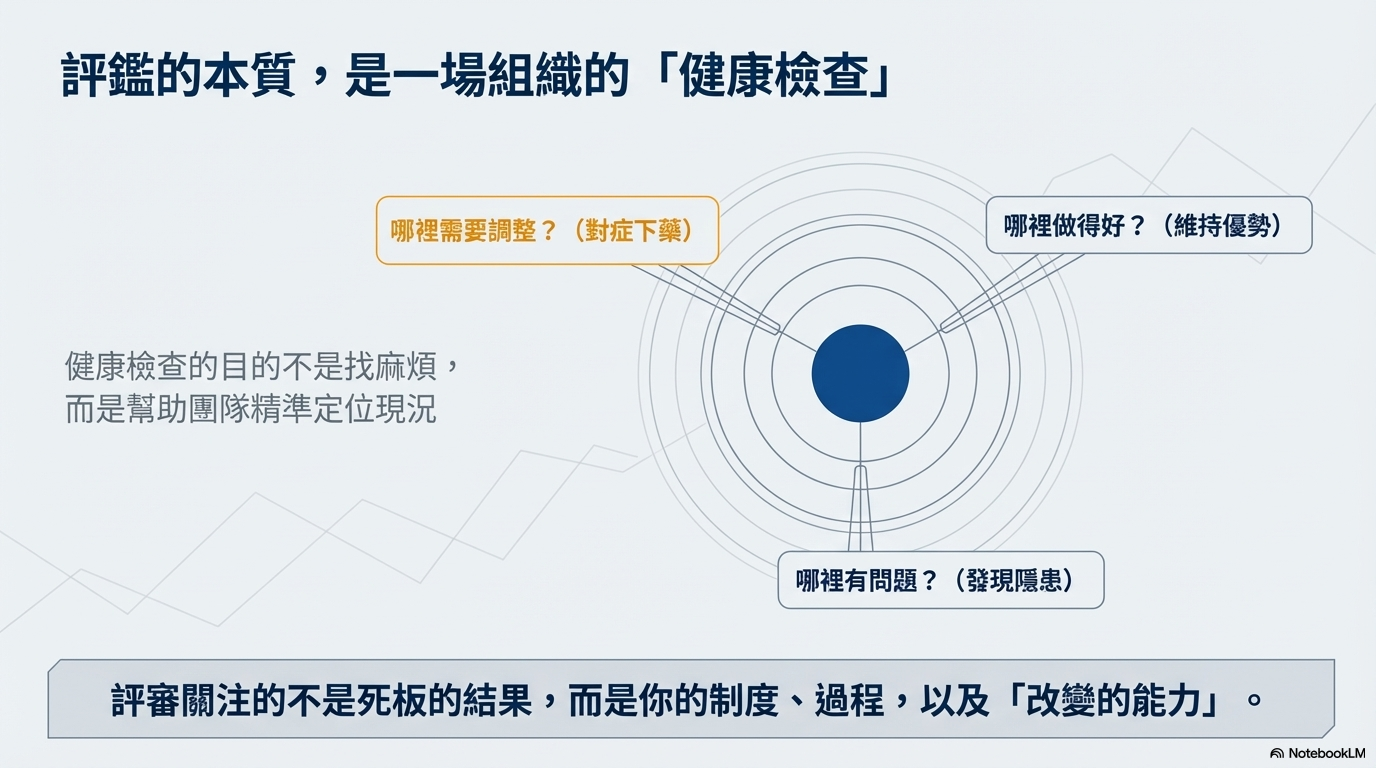 評鑑的本質，是一場組織的「健康檢查」
哪裡需要調整？（對症下藥）
哪裡做得好？（維持優勢）
健康檢查的目的不是找麻煩，
而是幫助團隊精準定位現況
哪裡有問題？（發現隱患）
評審關注的不是死板的結果，而是你的制度、過程，以及「改變的能力」。
NotebookLM